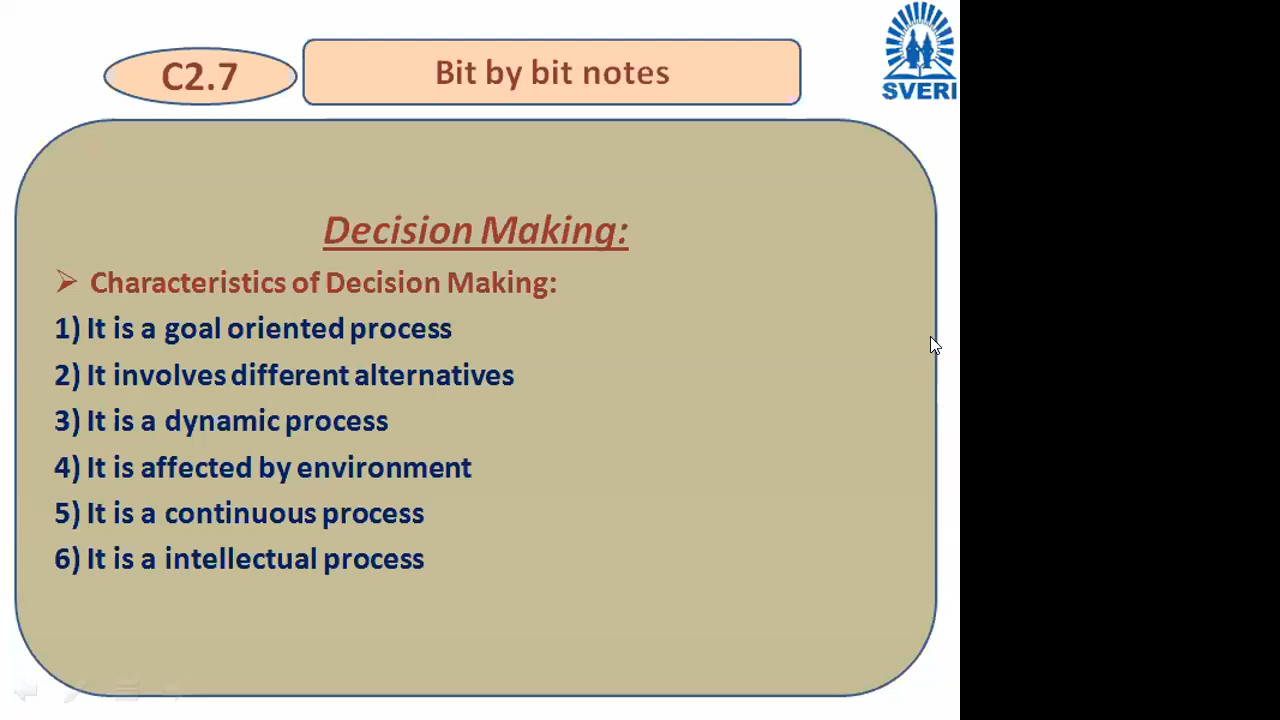 C2.7
Bit by bit notes
SVERI
Decision Making:
Characteristics of Decision Making:
1) It is a goal oriented process
2) It involves different alternatives
3) It is a dynamic process
4) It is affected by environment
5) It is a continuous process
6) It is a intellectual process